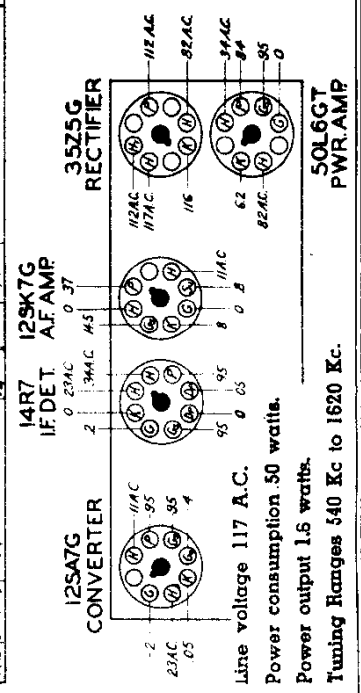 12SA7G
CONVERTER
11AC
95
95
4
-.2
23AC
.05
G P H K
14R7
I.F. DET.
.2 0 23AC 34AC
G K H H P
95 0 .05 95
12SK7G
A.F. AMP.
14.5 0 37
H P K G H
8 0 .8 11AC
35Z5G
RECTIFIER
112AC
117AC
116
112A.C.
82A.C.
H H P K H
50L6GT
PWR. AMP
62
82AC
34A.C.
84
95
0
K H H P G
Line voltage 117 A.C.
Power consumption 50 watts.
Power output 1.6 watts.
Tuning Ranges 540 Kc to 1620 Kc.